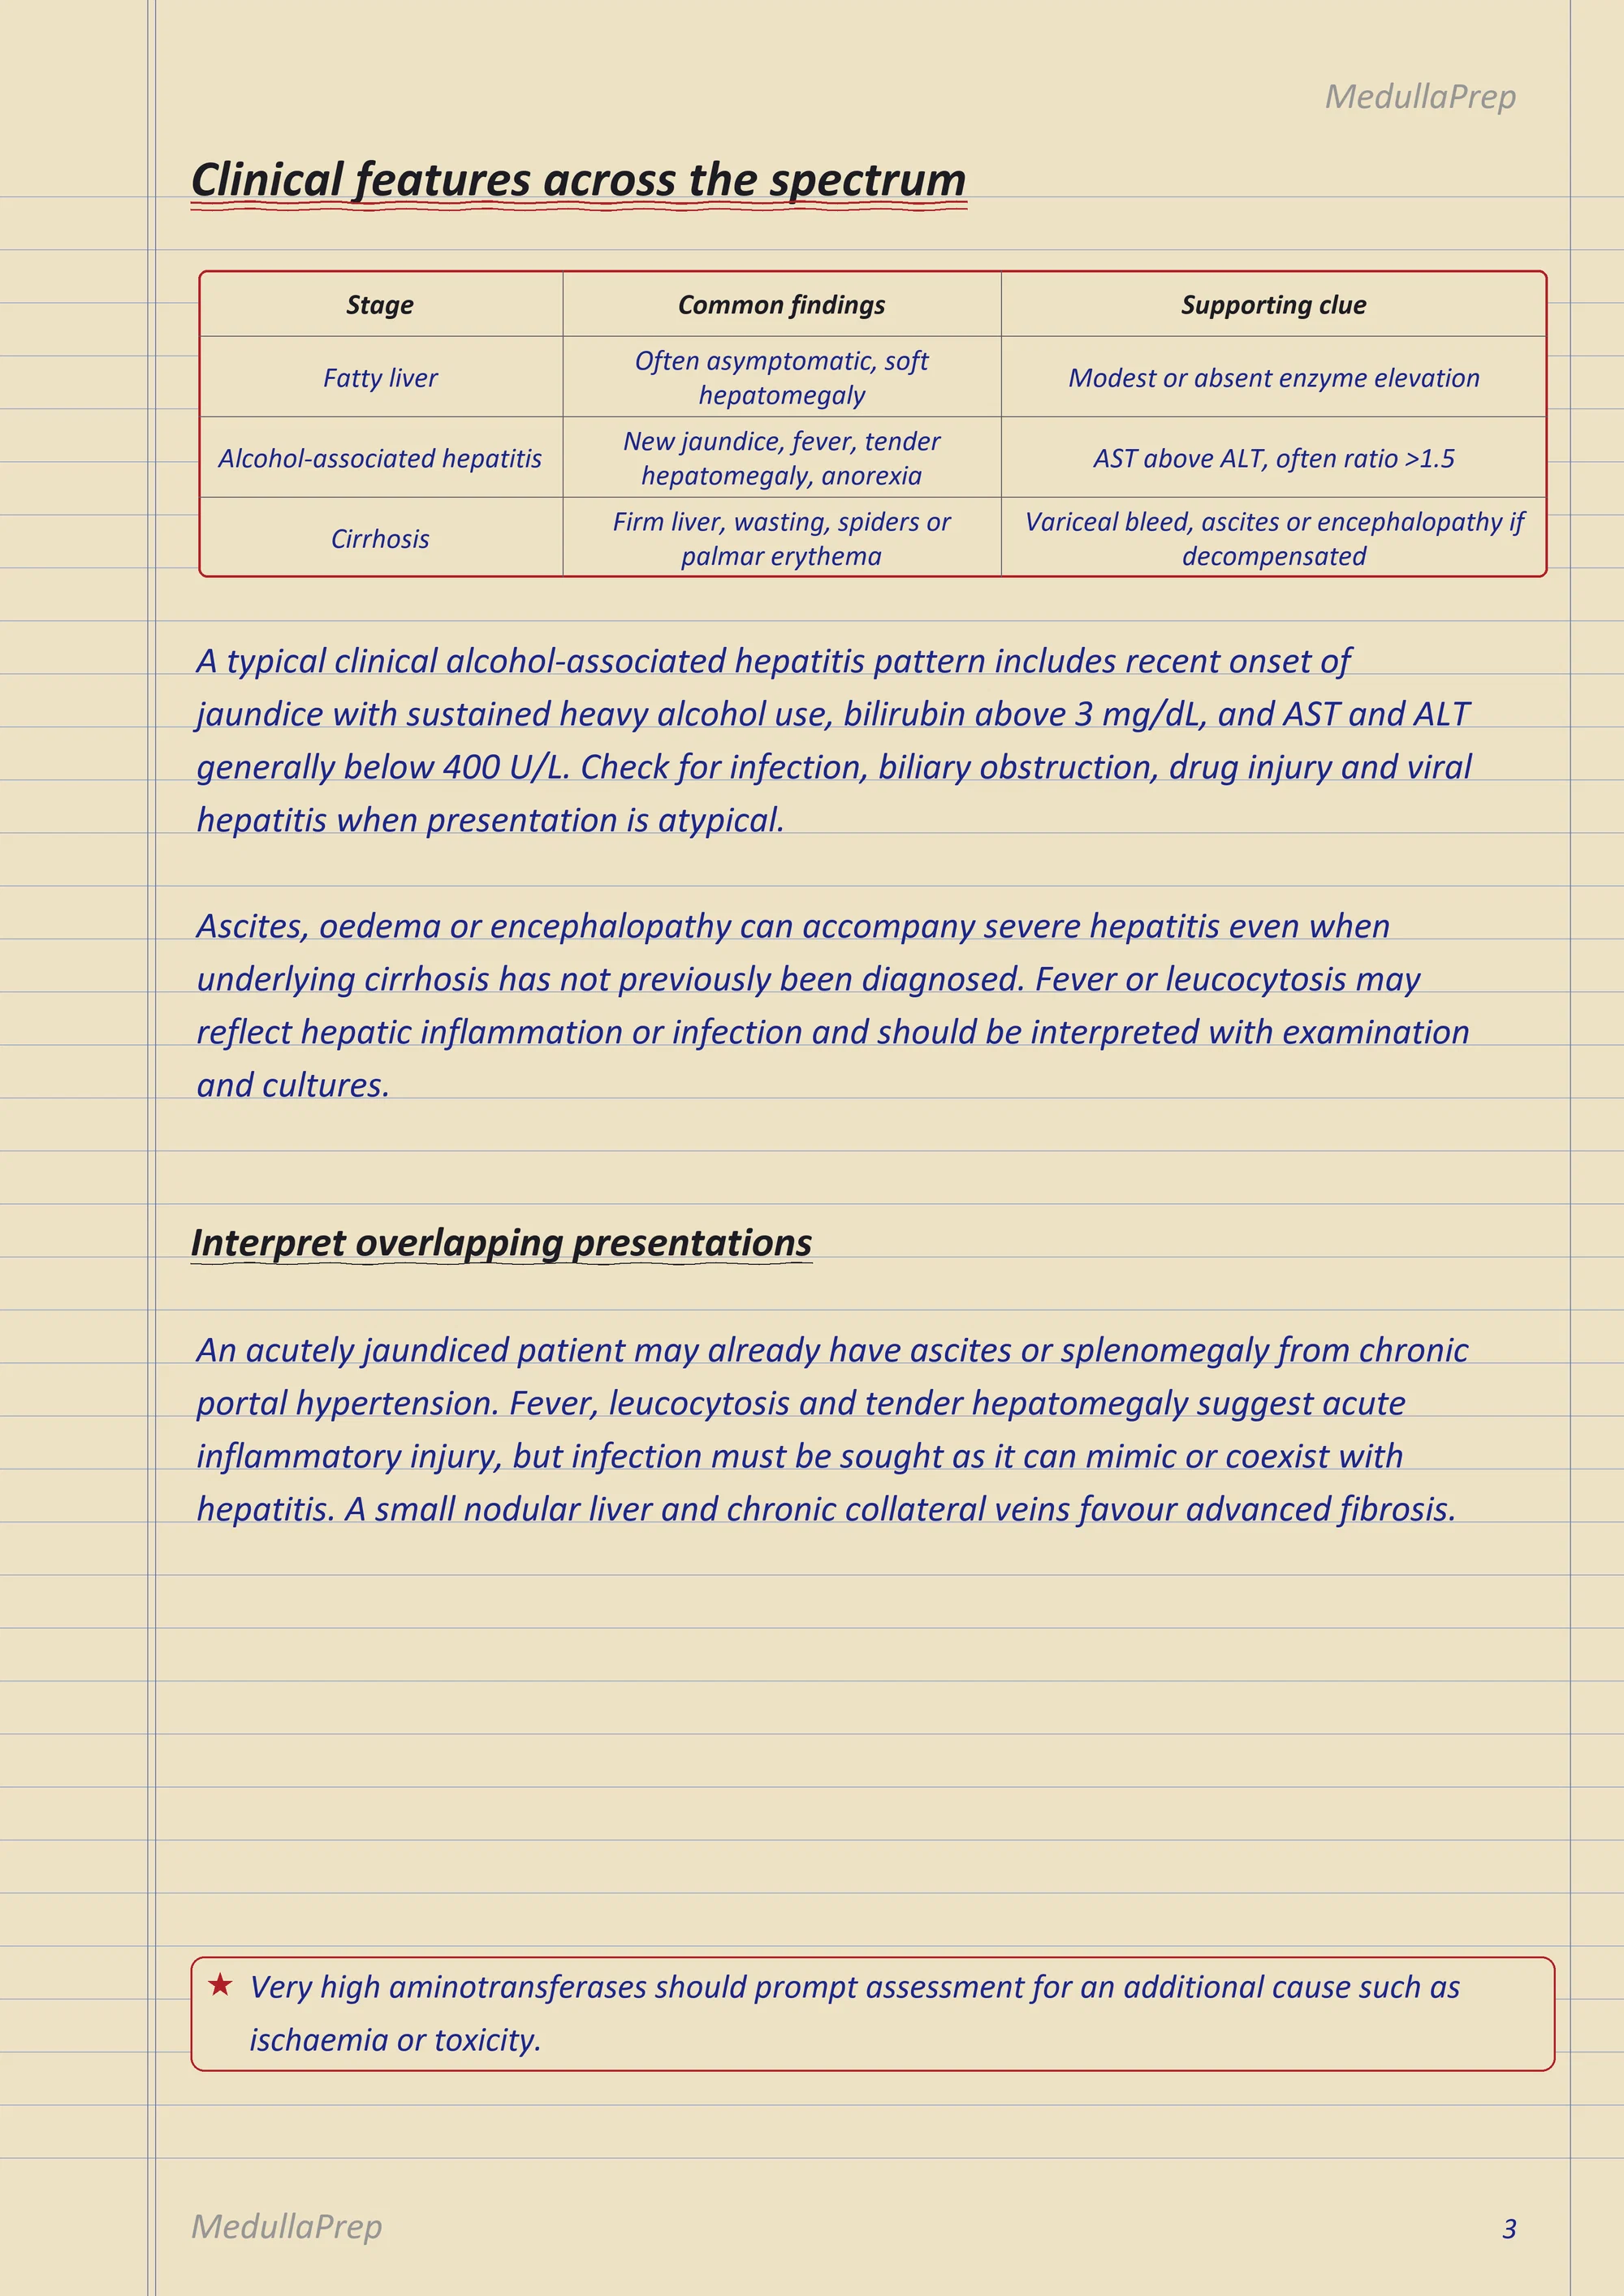 MedullaPrep
Clinical features across the spectrum
Stage Common findings Supporting clue
Fatty liver Often asymptomatic, soft hepatomegaly Modest or absent enzyme elevation
Alcohol-associated hepatitis New jaundice, fever, tender hepatomegaly, anorexia AST above ALT, often ratio >1.5
Cirrhosis Firm liver, wasting, spiders or palmar erythema Variceal bleed, ascites or encephalopathy if decompensated
A typical clinical alcohol-associated hepatitis pattern includes recent onset of
jaundice with sustained heavy alcohol use, bilirubin above 3 mg/dL, and AST and ALT
generally below 400 U/L. Check for infection, biliary obstruction, drug injury and viral
hepatitis when presentation is atypical.
Ascites, oedema or encephalopathy can accompany severe hepatitis even when
underlying cirrhosis has not previously been diagnosed. Fever or leucocytosis may
reflect hepatic inflammation or infection and should be interpreted with examination
and cultures.
Interpret overlapping presentations
An acutely jaundiced patient may already have ascites or splenomegaly from chronic
portal hypertension. Fever, leucocytosis and tender hepatomegaly suggest acute
inflammatory injury, but infection must be sought as it can mimic or coexist with
hepatitis. A small nodular liver and chronic collateral veins favour advanced fibrosis.
★ Very high aminotransferases should prompt assessment for an additional cause such as
ischaemia or toxicity.
MedullaPrep 3